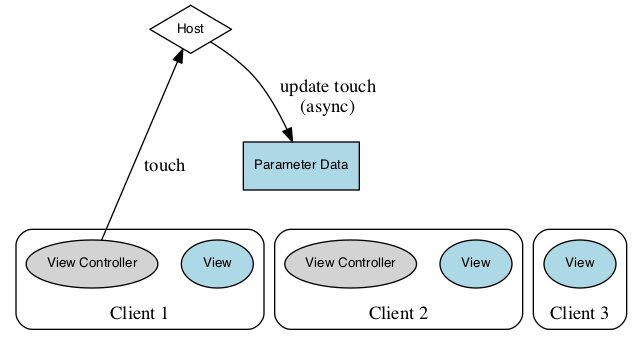 Host
update touch
(async)
touch
Parameter Data
View Controller
View
View Controller
View
View
Client 1
Client 2
Client 3